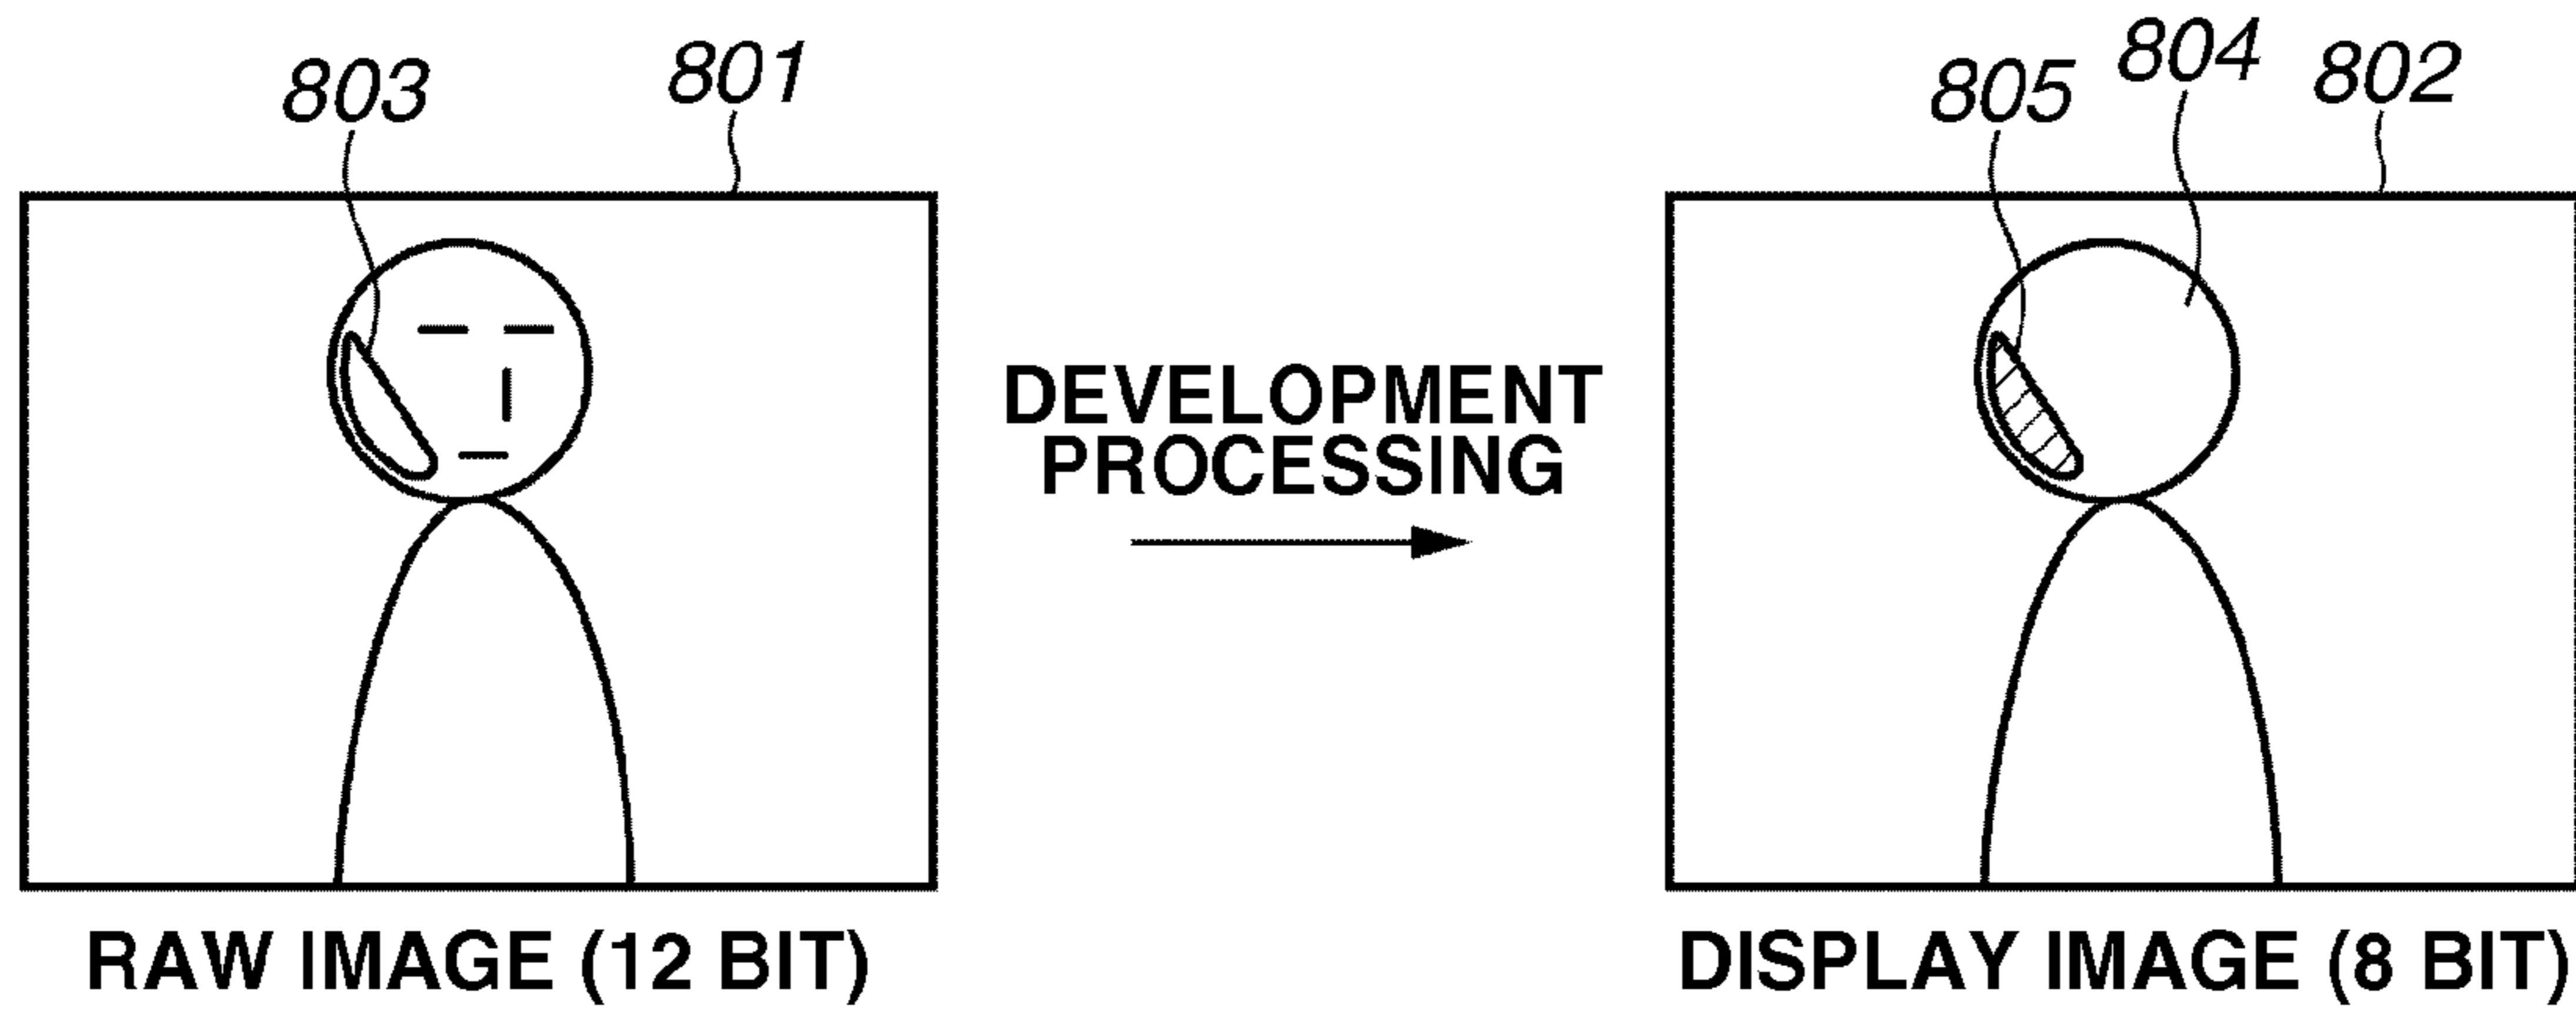 803
801
805
804
802
DEVELOPMENT
PROCESSING
RAW IMAGE (12 BIT)
DISPLAY IMAGE (8 BIT)